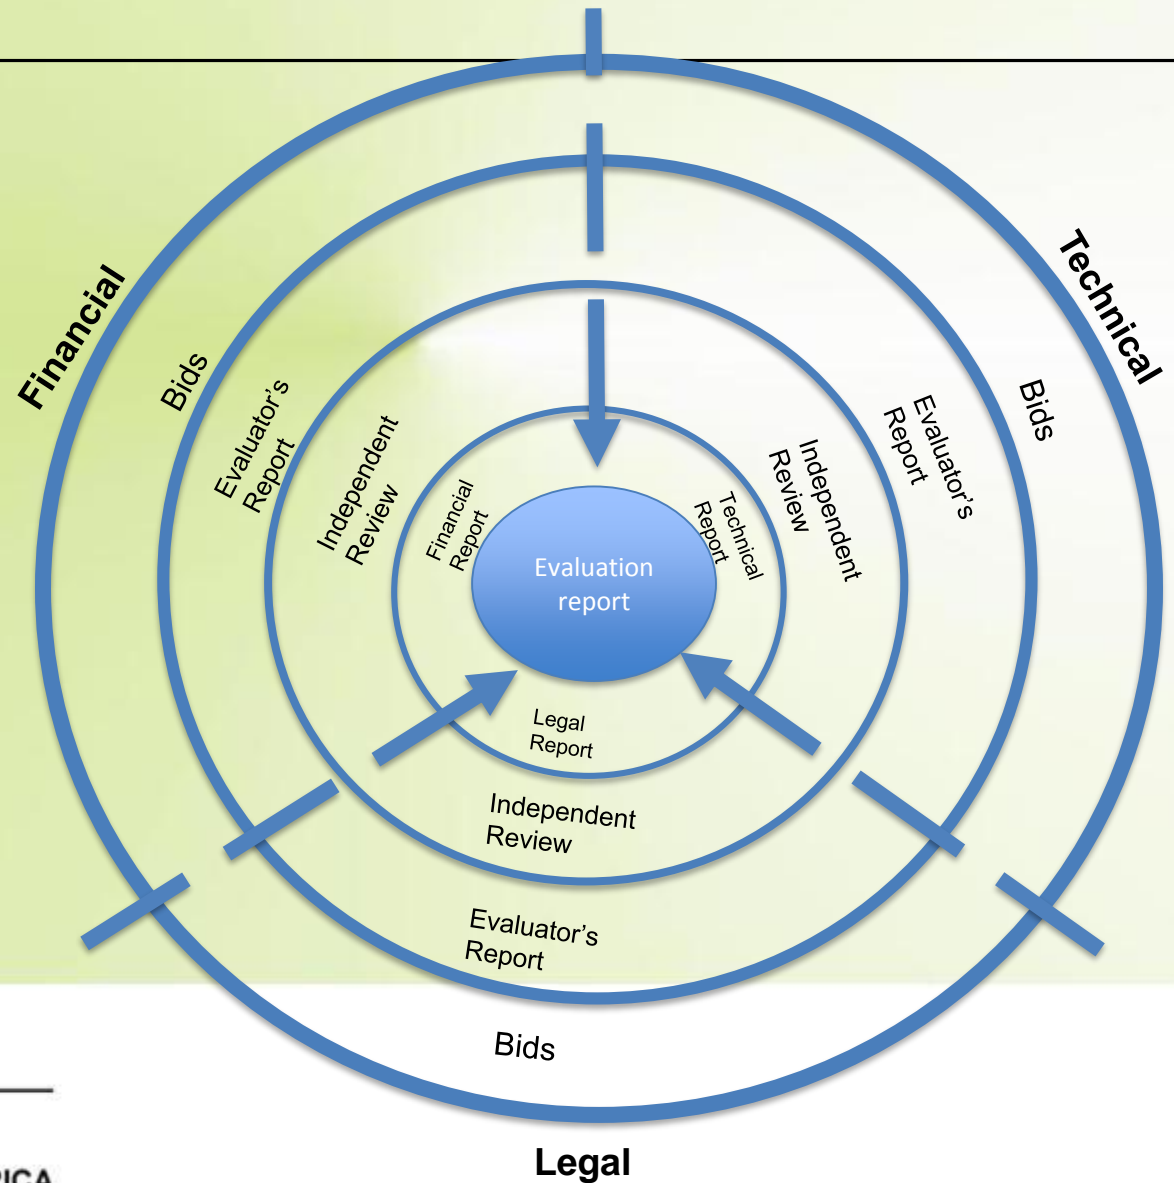 Financial
Technical
Bids
Bids
Evaluator's
Report
Evaluator's
Report
Independent
Review
Independent
Review
Financial
Report
Technical
Report
Evaluation
report
Legal
Report
Independent
Review
Evaluator's
Report
Bids
Legal